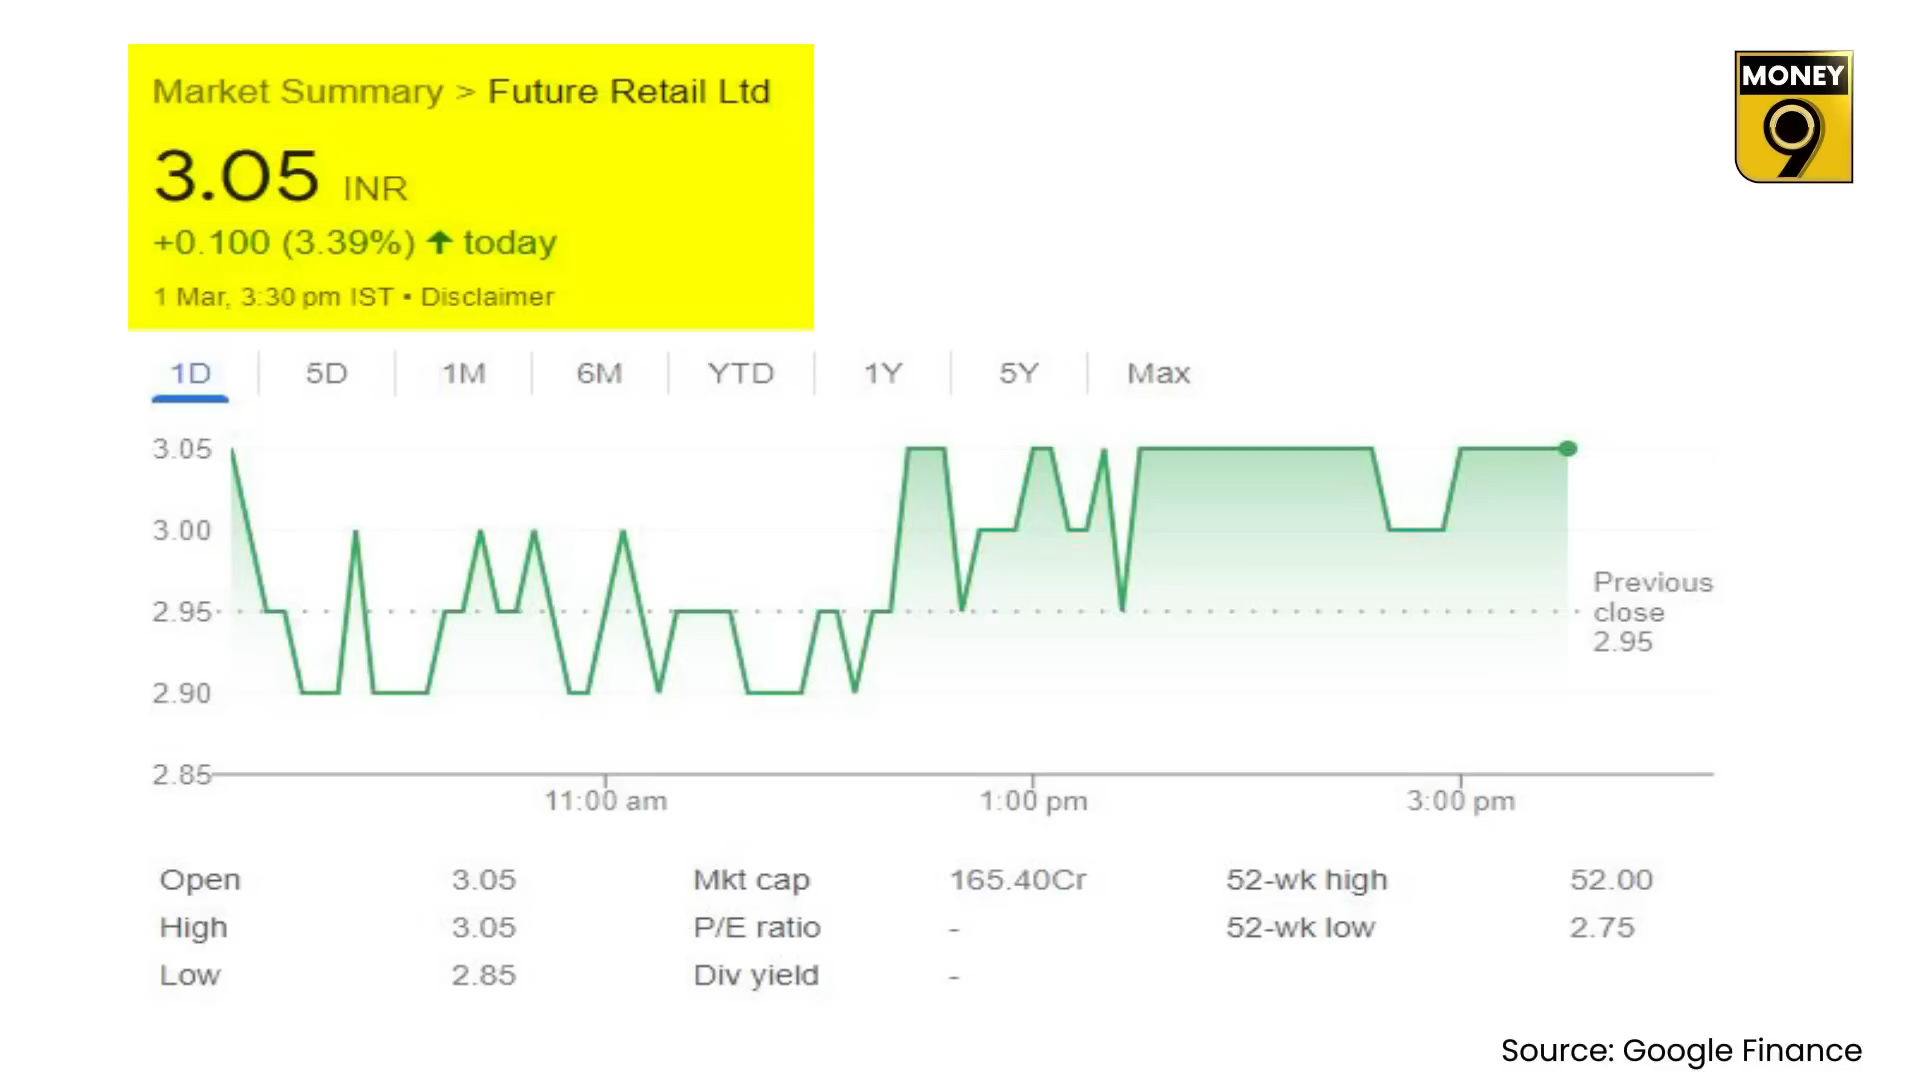 Market Summary > Future Retail Ltd
MONEY
9
3.05 INR
+0.100 (3.39%) ↑ today
1 Mar, 3:30 pm IST • Disclaimer
1D 5D 1M 6M YTD 1Y 5Y Max
3.05
3.00
2.95
2.90
2.85
Previous
close
2.95
11:00 am 1:00 pm 3:00 pm
Open 3.05 Mkt cap 165.40Cr 52-wk high 52.00
High 3.05 P/E ratio - 52-wk low 2.75
Low 2.85 Div yield -
Source: Google Finance